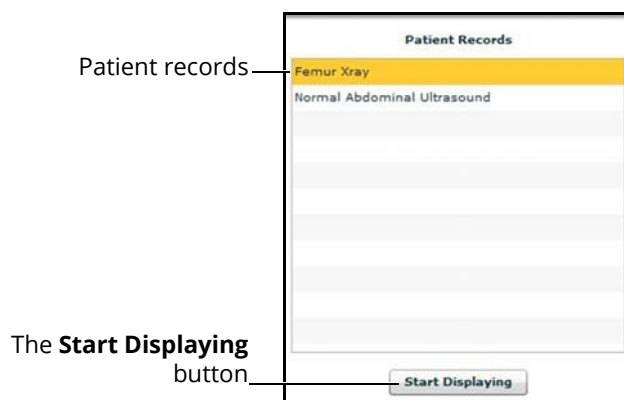 Patient Records
Patient records
Femur Xray
Normal Abdominal Ultrasound
The Start Displaying
button
Start Displaying